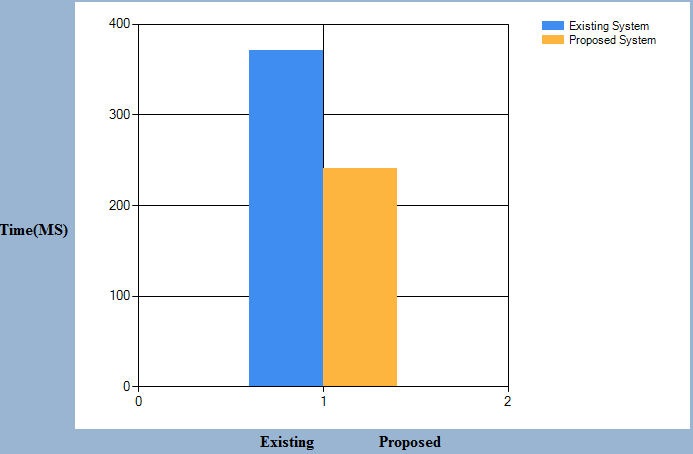 400
300
200
100
0
0 1 2
Time(MS)
Existing System
Proposed System
Existing Proposed